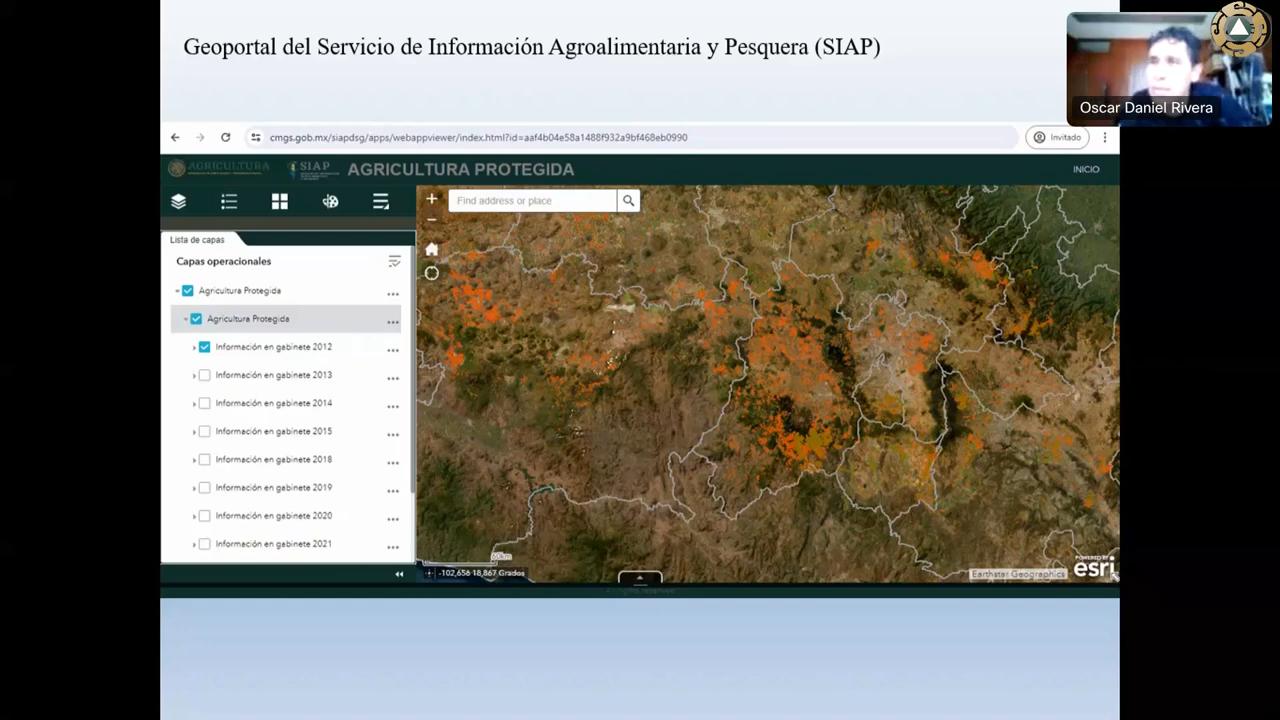 Geoportal del Servicio de Información Agroalimentaria y Pesquera (SIAP)
Oscar Daniel Rivera
cmgs.gob.mx/siapdsg/apps/webappviewer/index.html?id=aaf4b04e58a1488f932a9bf468eb0990
Invitado
AGRICULTURA
SIAP
AGRICULTURA PROTEGIDA
INICIO
Find address or place
Lista de capas
Capas operacionales
Agricultura Protegida
Agricultura Protegida
Información en gabinete 2012
Información en gabinete 2013
Información en gabinete 2014
Información en gabinete 2015
Información en gabinete 2018
Información en gabinete 2019
Información en gabinete 2020
Información en gabinete 2021
60km
-102,656 18,867 Grados
Earthstar Geographics
POWERED BY
esri